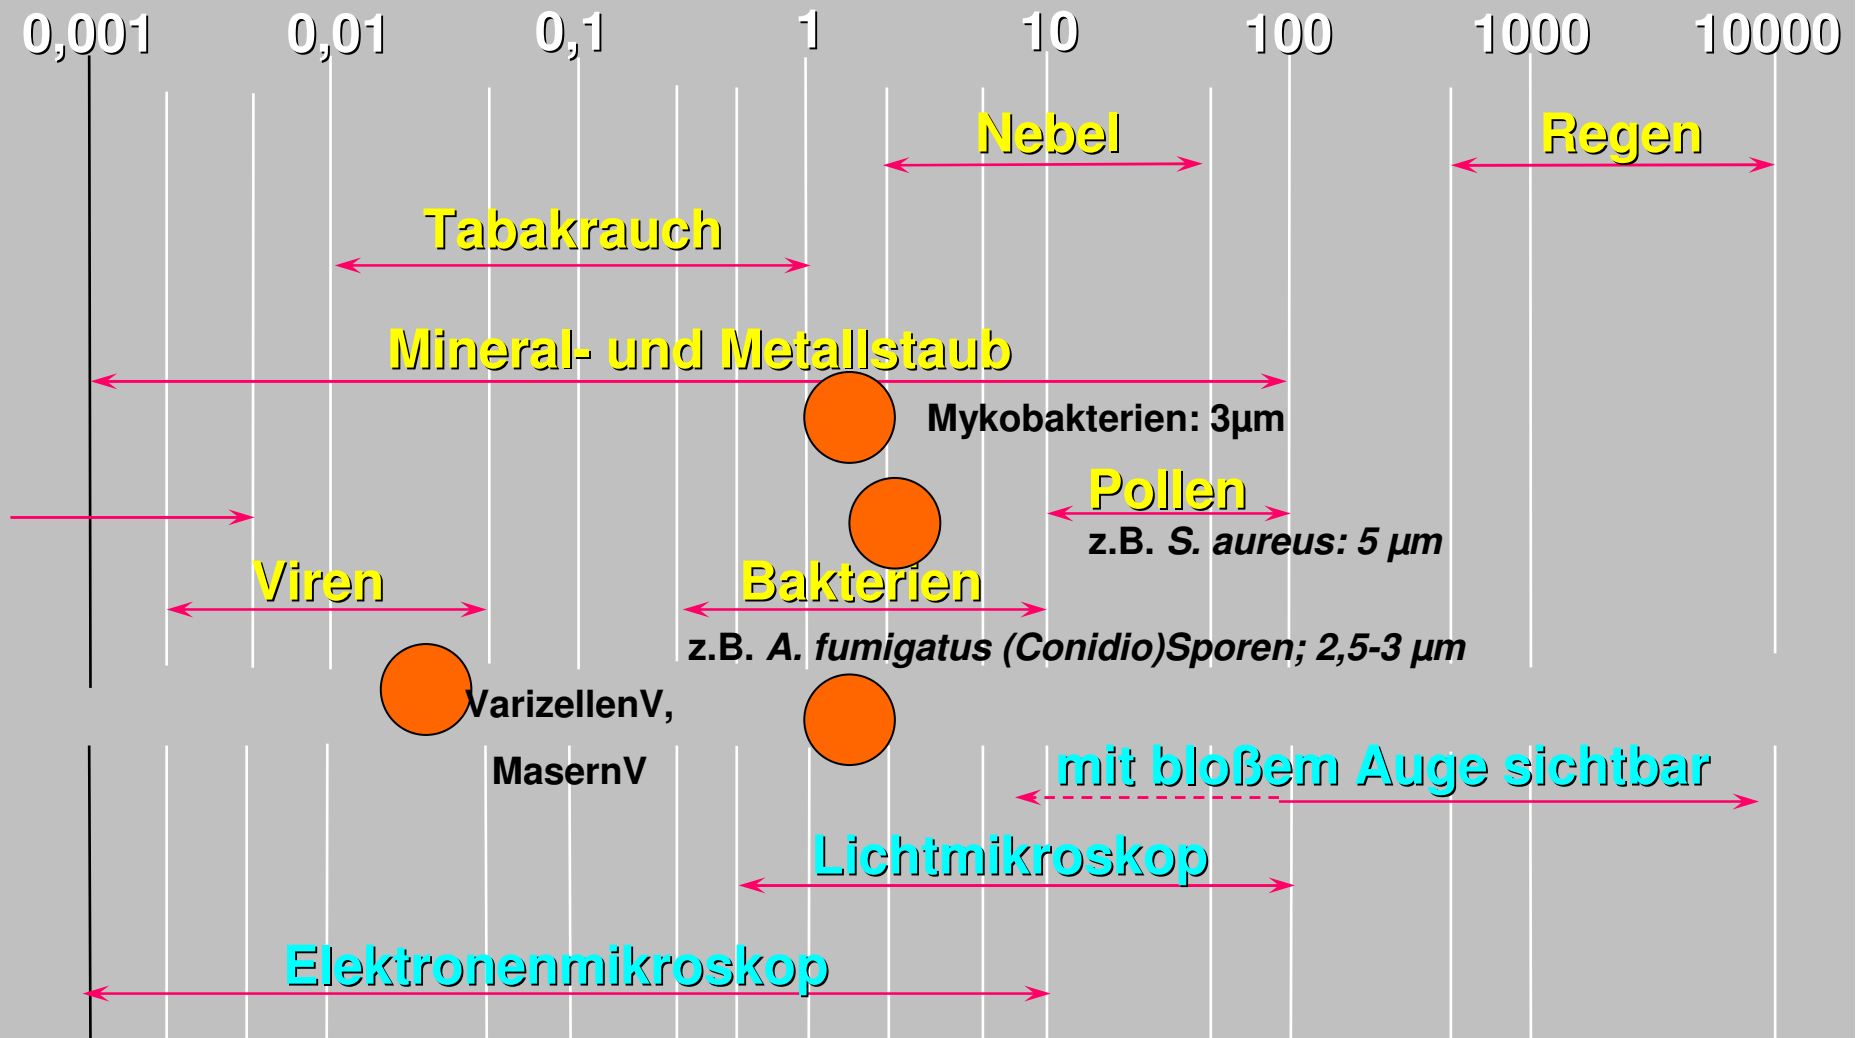 0,001 0,01 0,1 1 10 100 1000 10000
Nebel Regen
Tabakrauch
Mineral- und Metallstaub
Mykobakterien: 3µm
Pollen
z.B. S. aureus: 5 µm
Viren Bakterien
z.B. A. fumigatus (Conidio)Sporen; 2,5-3 µm
VarizellenV,
MasernV
mit bloßem Auge sichtbar
Lichtmikroskop
Elektronenmikroskop